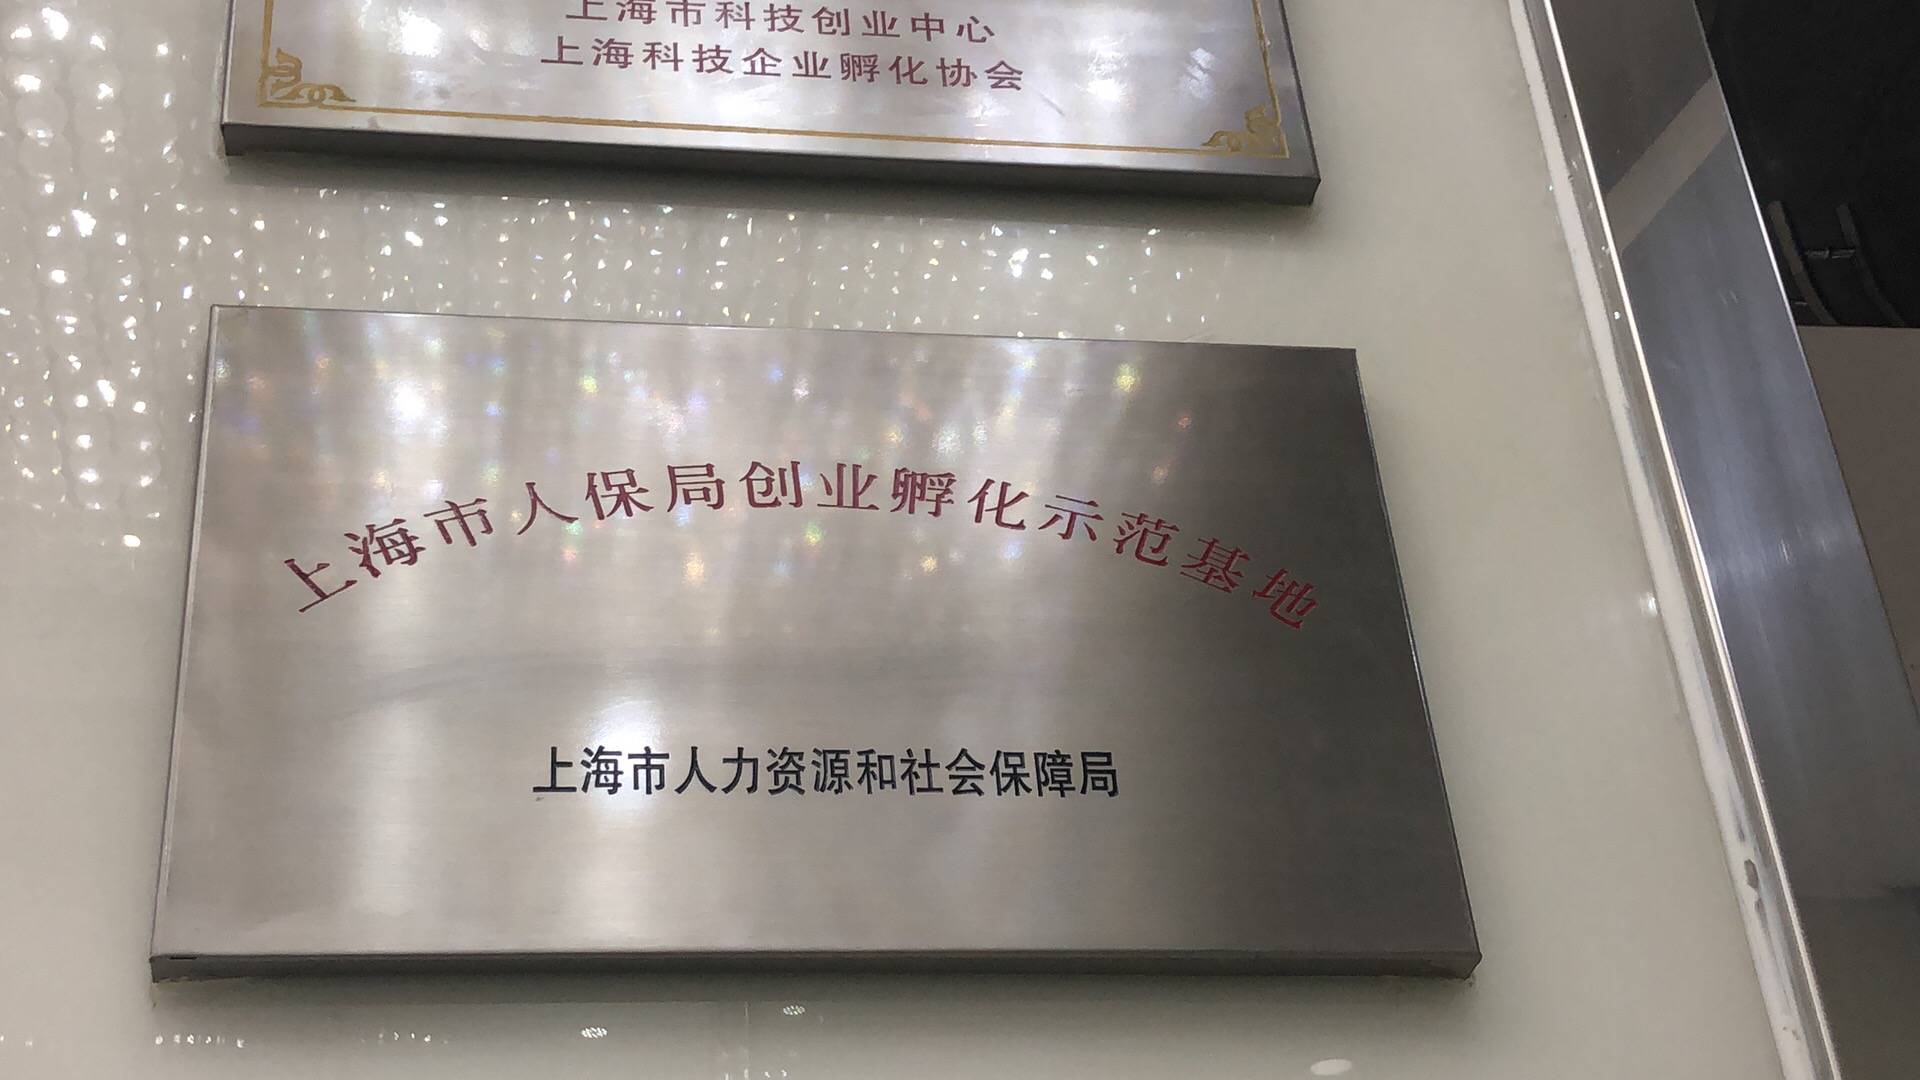 上海市科技创业中心
上海科技企业孵化协会
上海市人保局创业孵化示范基地
上海市人力资源和社会保障局